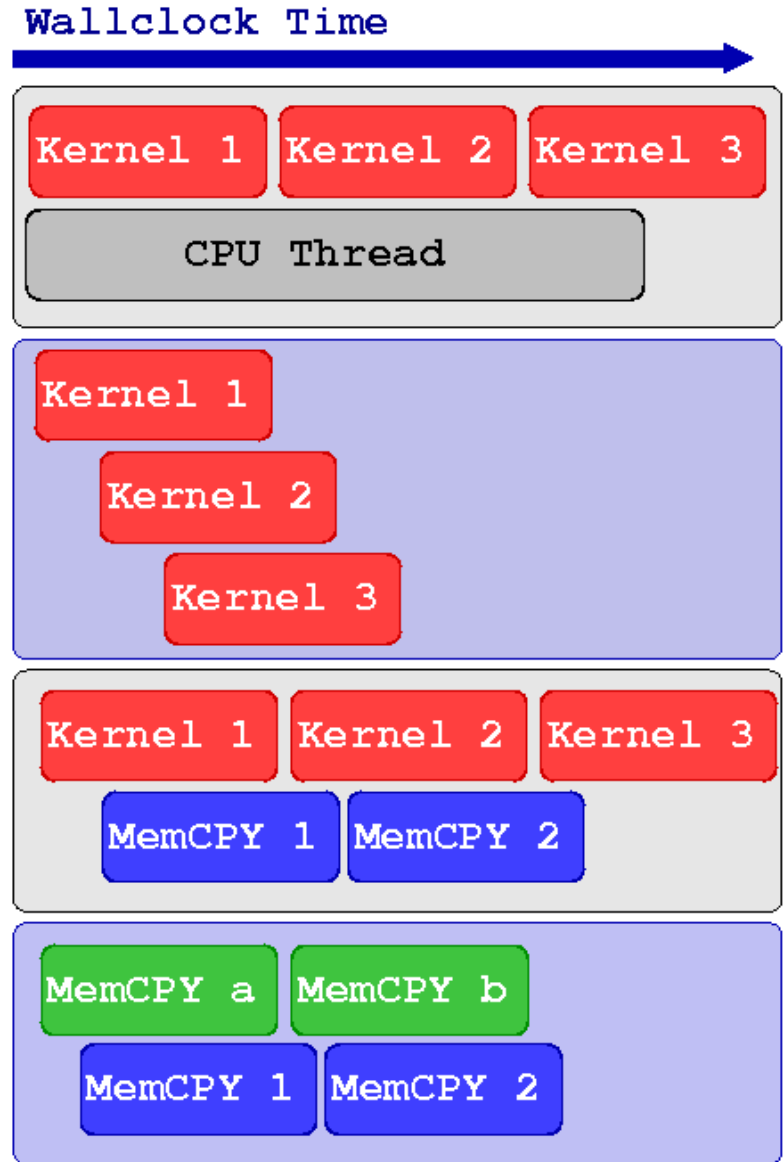 Wallclock Time
Kernel 1 Kernel 2 Kernel 3
CPU Thread
Kernel 1
Kernel 2
Kernel 3
Kernel 1 Kernel 2 Kernel 3
MemCPY 1 MemCPY 2
MemCPY a MemCPY b
MemCPY 1 MemCPY 2